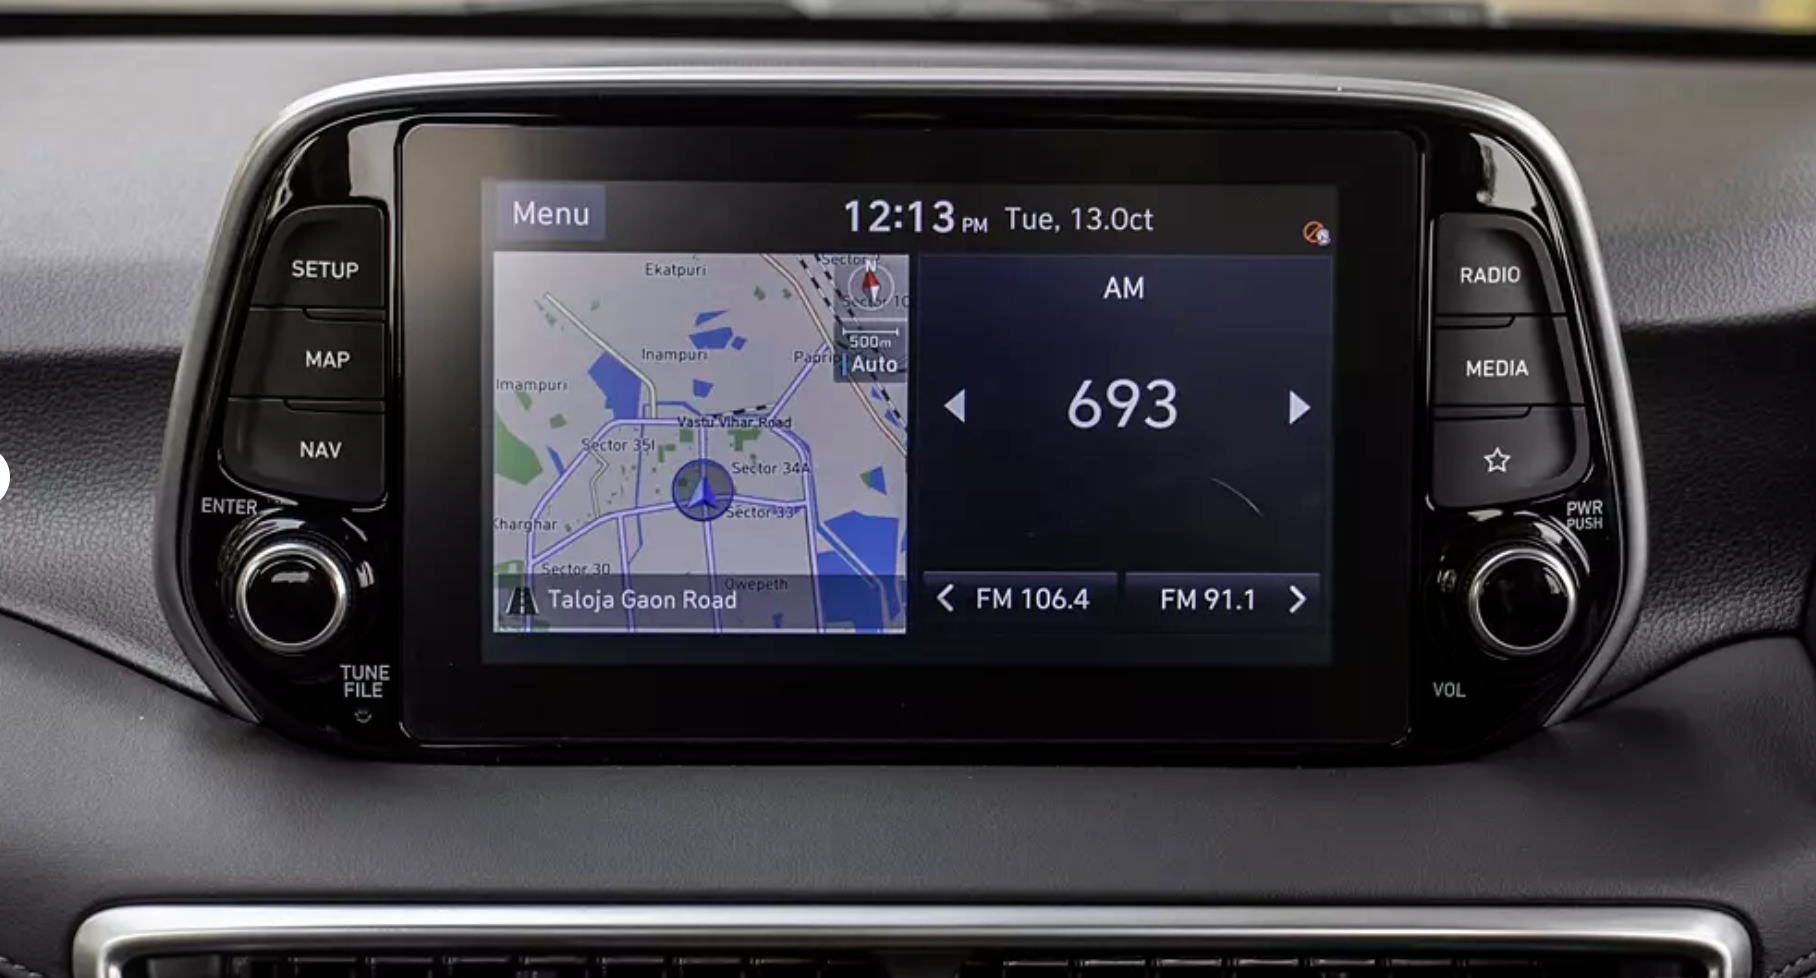 Menu
12:13 PM Tue, 13.Oct
SETUP
MAP
NAV
ENTER
TUNE
FILE
Ekatpuri
N
500m
Auto
Inampuri
Imampuri
Vastu Vihar Road
Sector 35I
Sector 34A
Sector 33
Sector 30
Owepeth
Taloja Gaon Road
AM
693
FM 106.4
FM 91.1
RADIO
MEDIA
PWR
PUSH
VOL